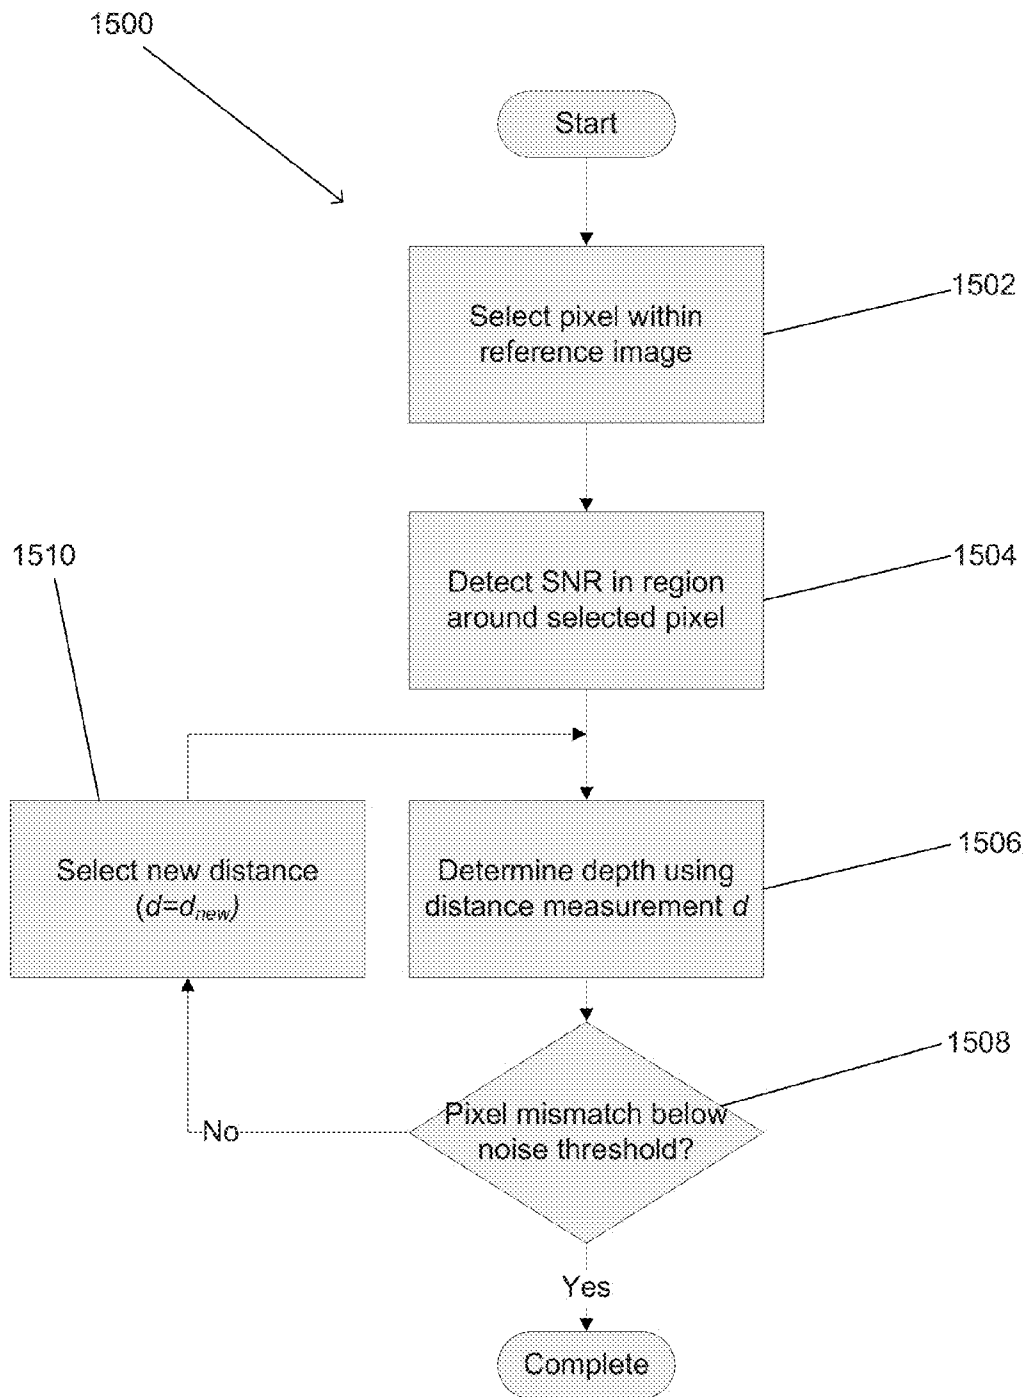 1500
Start
Select pixel within
reference image
1502
Detect SNR in region
around selected pixel
1504
1510
Select new distance
(d=dnew)
Determine depth using
distance measurement d
1506
Pixel mismatch below
noise threshold?
1508
No
Yes
Complete